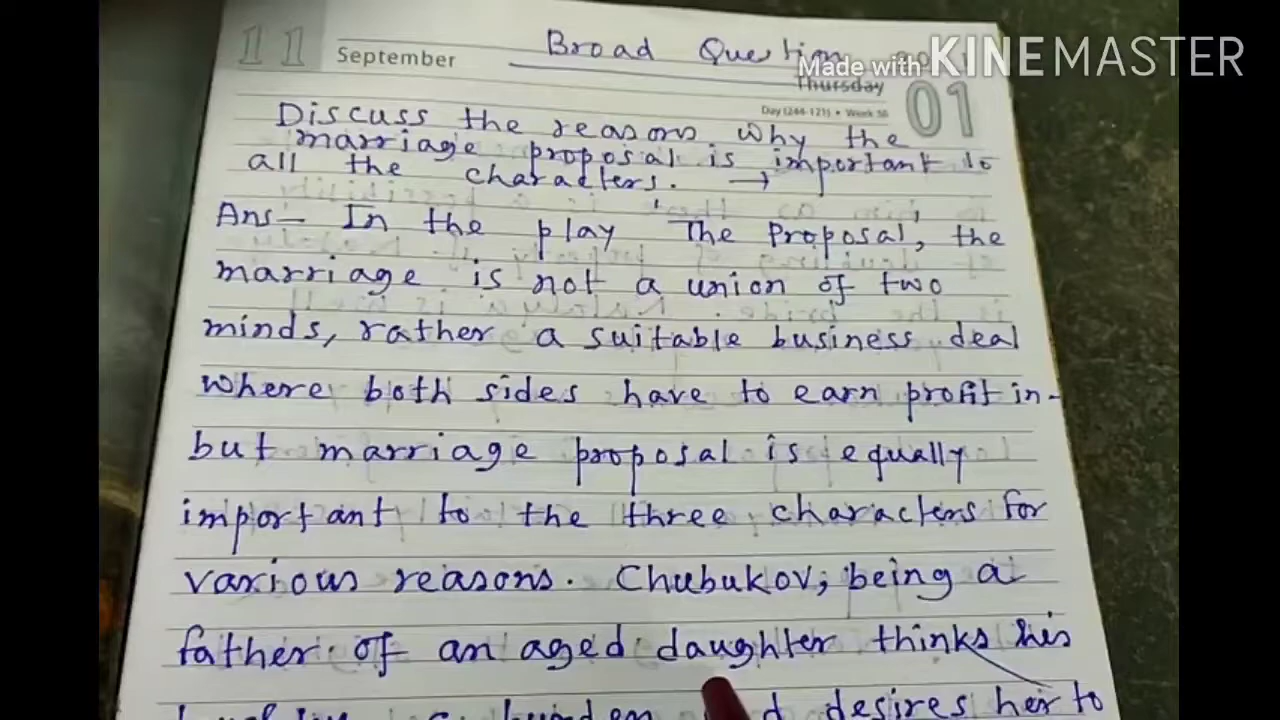 11 September
Broad Question
Made with KINEMASTER
Thursday
01
Day (244-121) • Week 36
Discuss the reasons why the
marriage proposal is important to
all the characters. →
Ans- In the play 'The Proposal', the
marriage is not a union of two
minds, rather a suitable business deal
where both sides have to earn profit in-
but marriage proposal is equally
important to the three characters for
various reasons. Chubukov, being a
father of an aged daughter thinks his
burden and desires her to